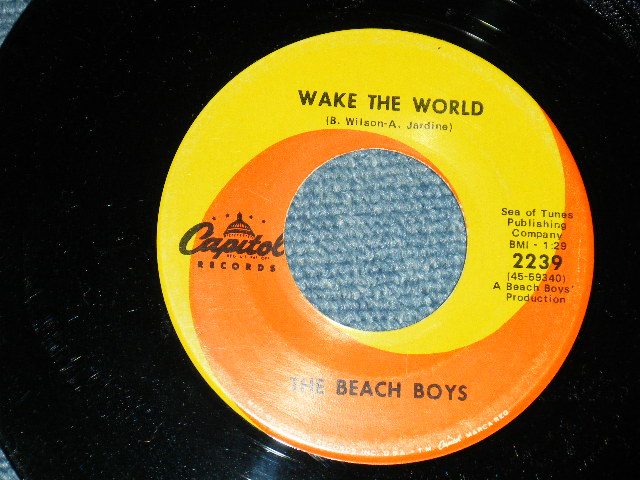 WAKE THE WORLD
(B. Wilson-A. Jardine)
Capitol
RECORDS
Sea of Tunes
Publishing
Company
BMI - 1:29
2239
(45-59340)
A Beach Boys'
Production
THE BEACH BOYS